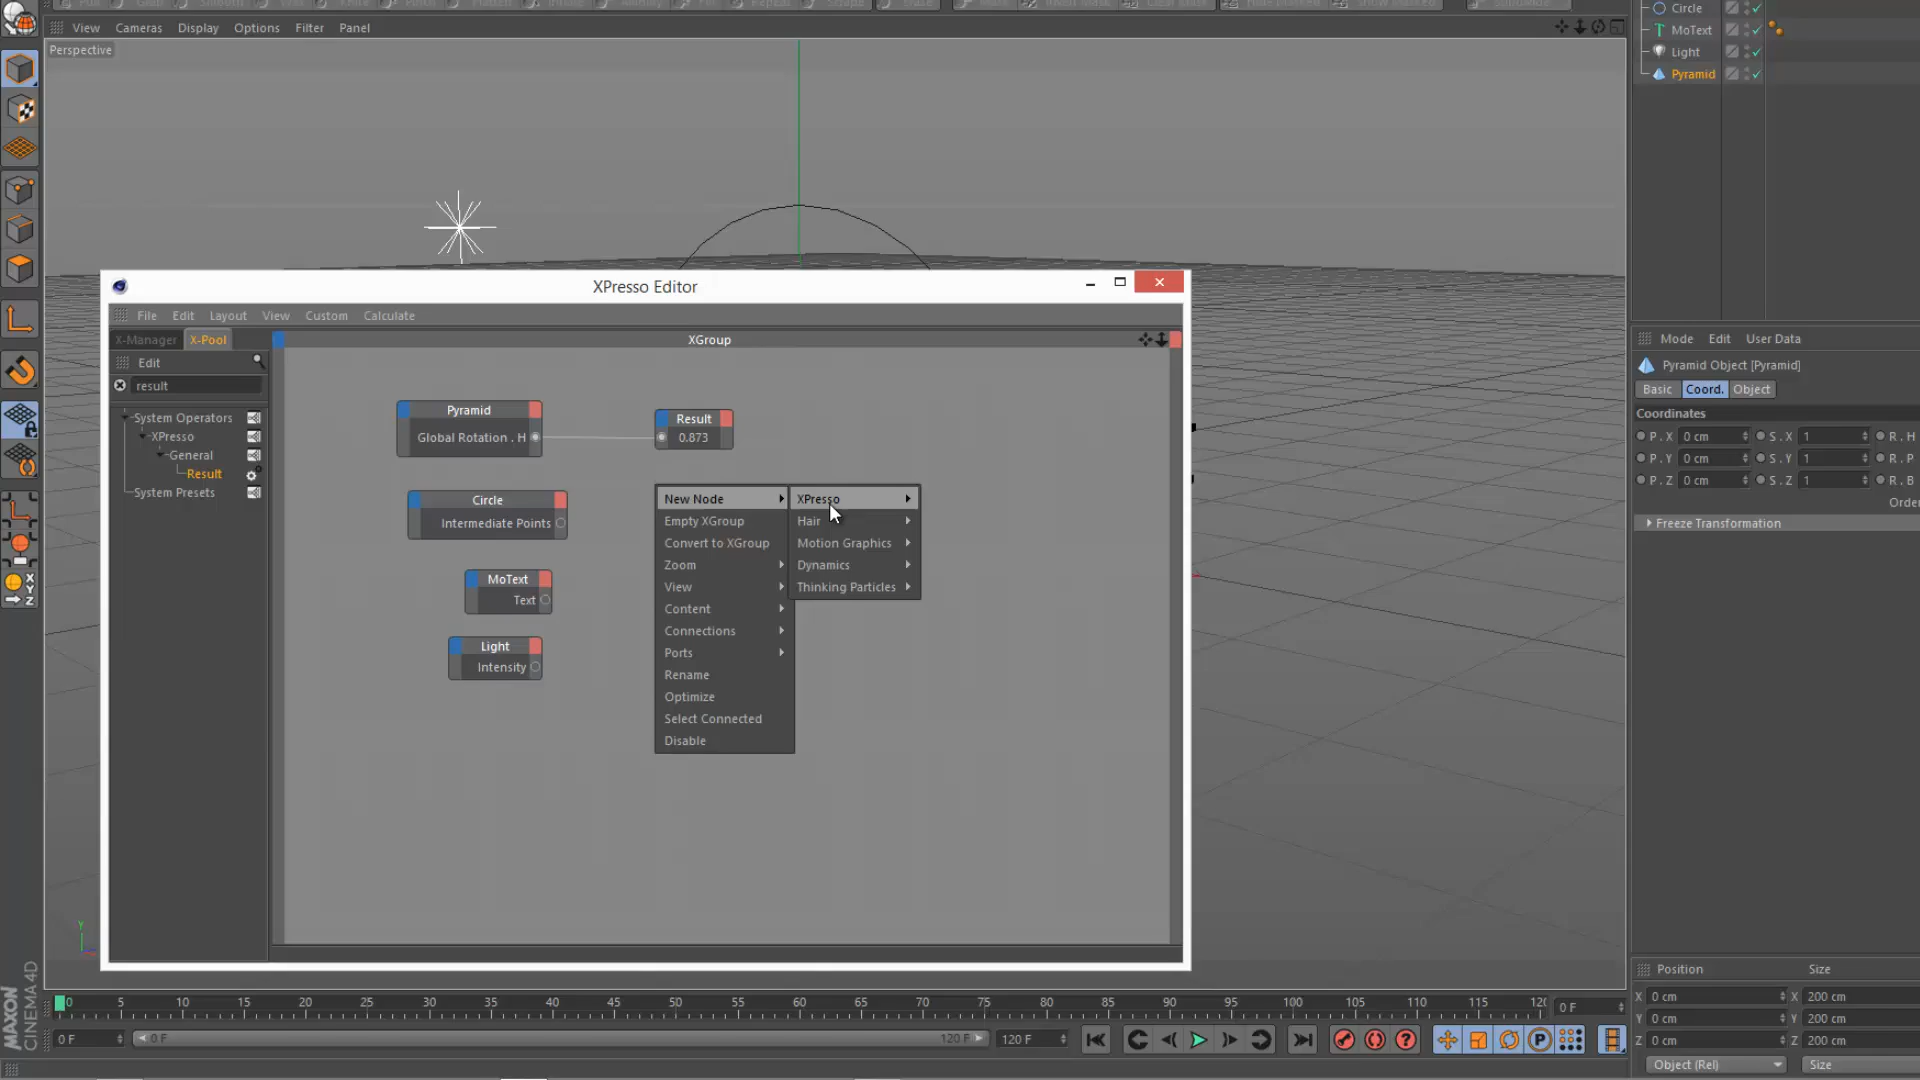 View Cameras Display Options Filter Panel
Perspective
Circle
MoText
Light
Pyramid
XPresso Editor
File Edit Layout View Custom Calculate
X-Manager X-Pool
XGroup
Edit
result
System Operators
XPresso
General
Result
System Presets
Pyramid
Global Rotation . H
Result
0.873
Circle
Intermediate Points
MoText
Text
Light
Intensity
New Node
Empty XGroup
Convert to XGroup
Zoom
View
Content
Connections
Ports
Rename
Optimize
Select Connected
Disable
XPresso
Hair
Motion Graphics
Dynamics
Thinking Particles
Mode Edit User Data
Pyramid Object [Pyramid]
Basic Coord. Object
Coordinates
P . X 0 cm S . X 1 R . H
P . Y 0 cm S . Y 1 R . P
P . Z 0 cm S . Z 1 R . B
Order
Freeze Transformation
Y
Position Size
X 0 cm X 200 cm
Y 0 cm Y 200 cm
Z 0 cm Z 200 cm
Object (Rel) Size
0 5 10 15 20 25 30 35 40 45 50 55 60 65 70 75 80 85 90 95 100 105 110 115 120
0 F
0 F 0 F 120 F 120 F
P
X
Y
Z
MAXON
CINEMA 4D